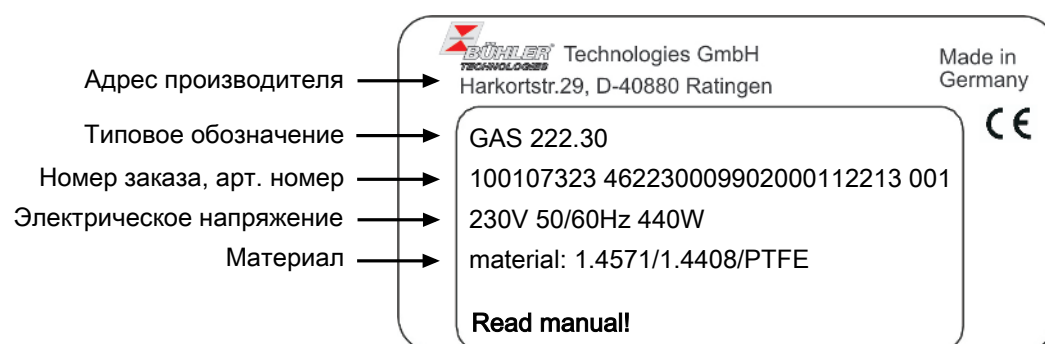 BÜHLER TECHNOLOGIES Technologies GmbH
Made in
Germany
Адрес производителя Harkortstr.29, D-40880 Ratingen
Типовое обозначение GAS 222.30
Номер заказа, арт. номер 100107323 462230009902000112213 001
Электрическое напряжение 230V 50/60Hz 440W
Материал material: 1.4571/1.4408/PTFE
Read manual!
CE